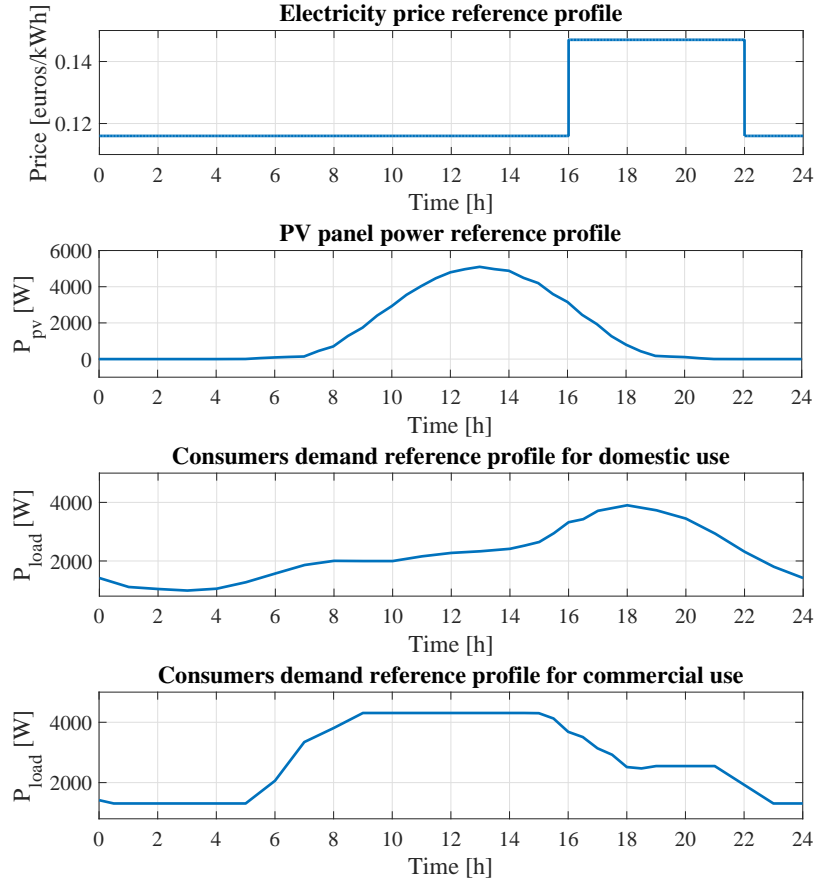 Electricity price reference profile
Price [euros/kWh]
0.14
0.12
0 2 4 6 8 10 12 14 16 18 20 22 24
Time [h]
PV panel power reference profile
P_pv [W]
6000
4000
2000
0
0 2 4 6 8 10 12 14 16 18 20 22 24
Time [h]
Consumers demand reference profile for domestic use
P_load [W]
4000
2000
0 2 4 6 8 10 12 14 16 18 20 22 24
Time [h]
Consumers demand reference profile for commercial use
P_load [W]
4000
2000
0 2 4 6 8 10 12 14 16 18 20 22 24
Time [h]